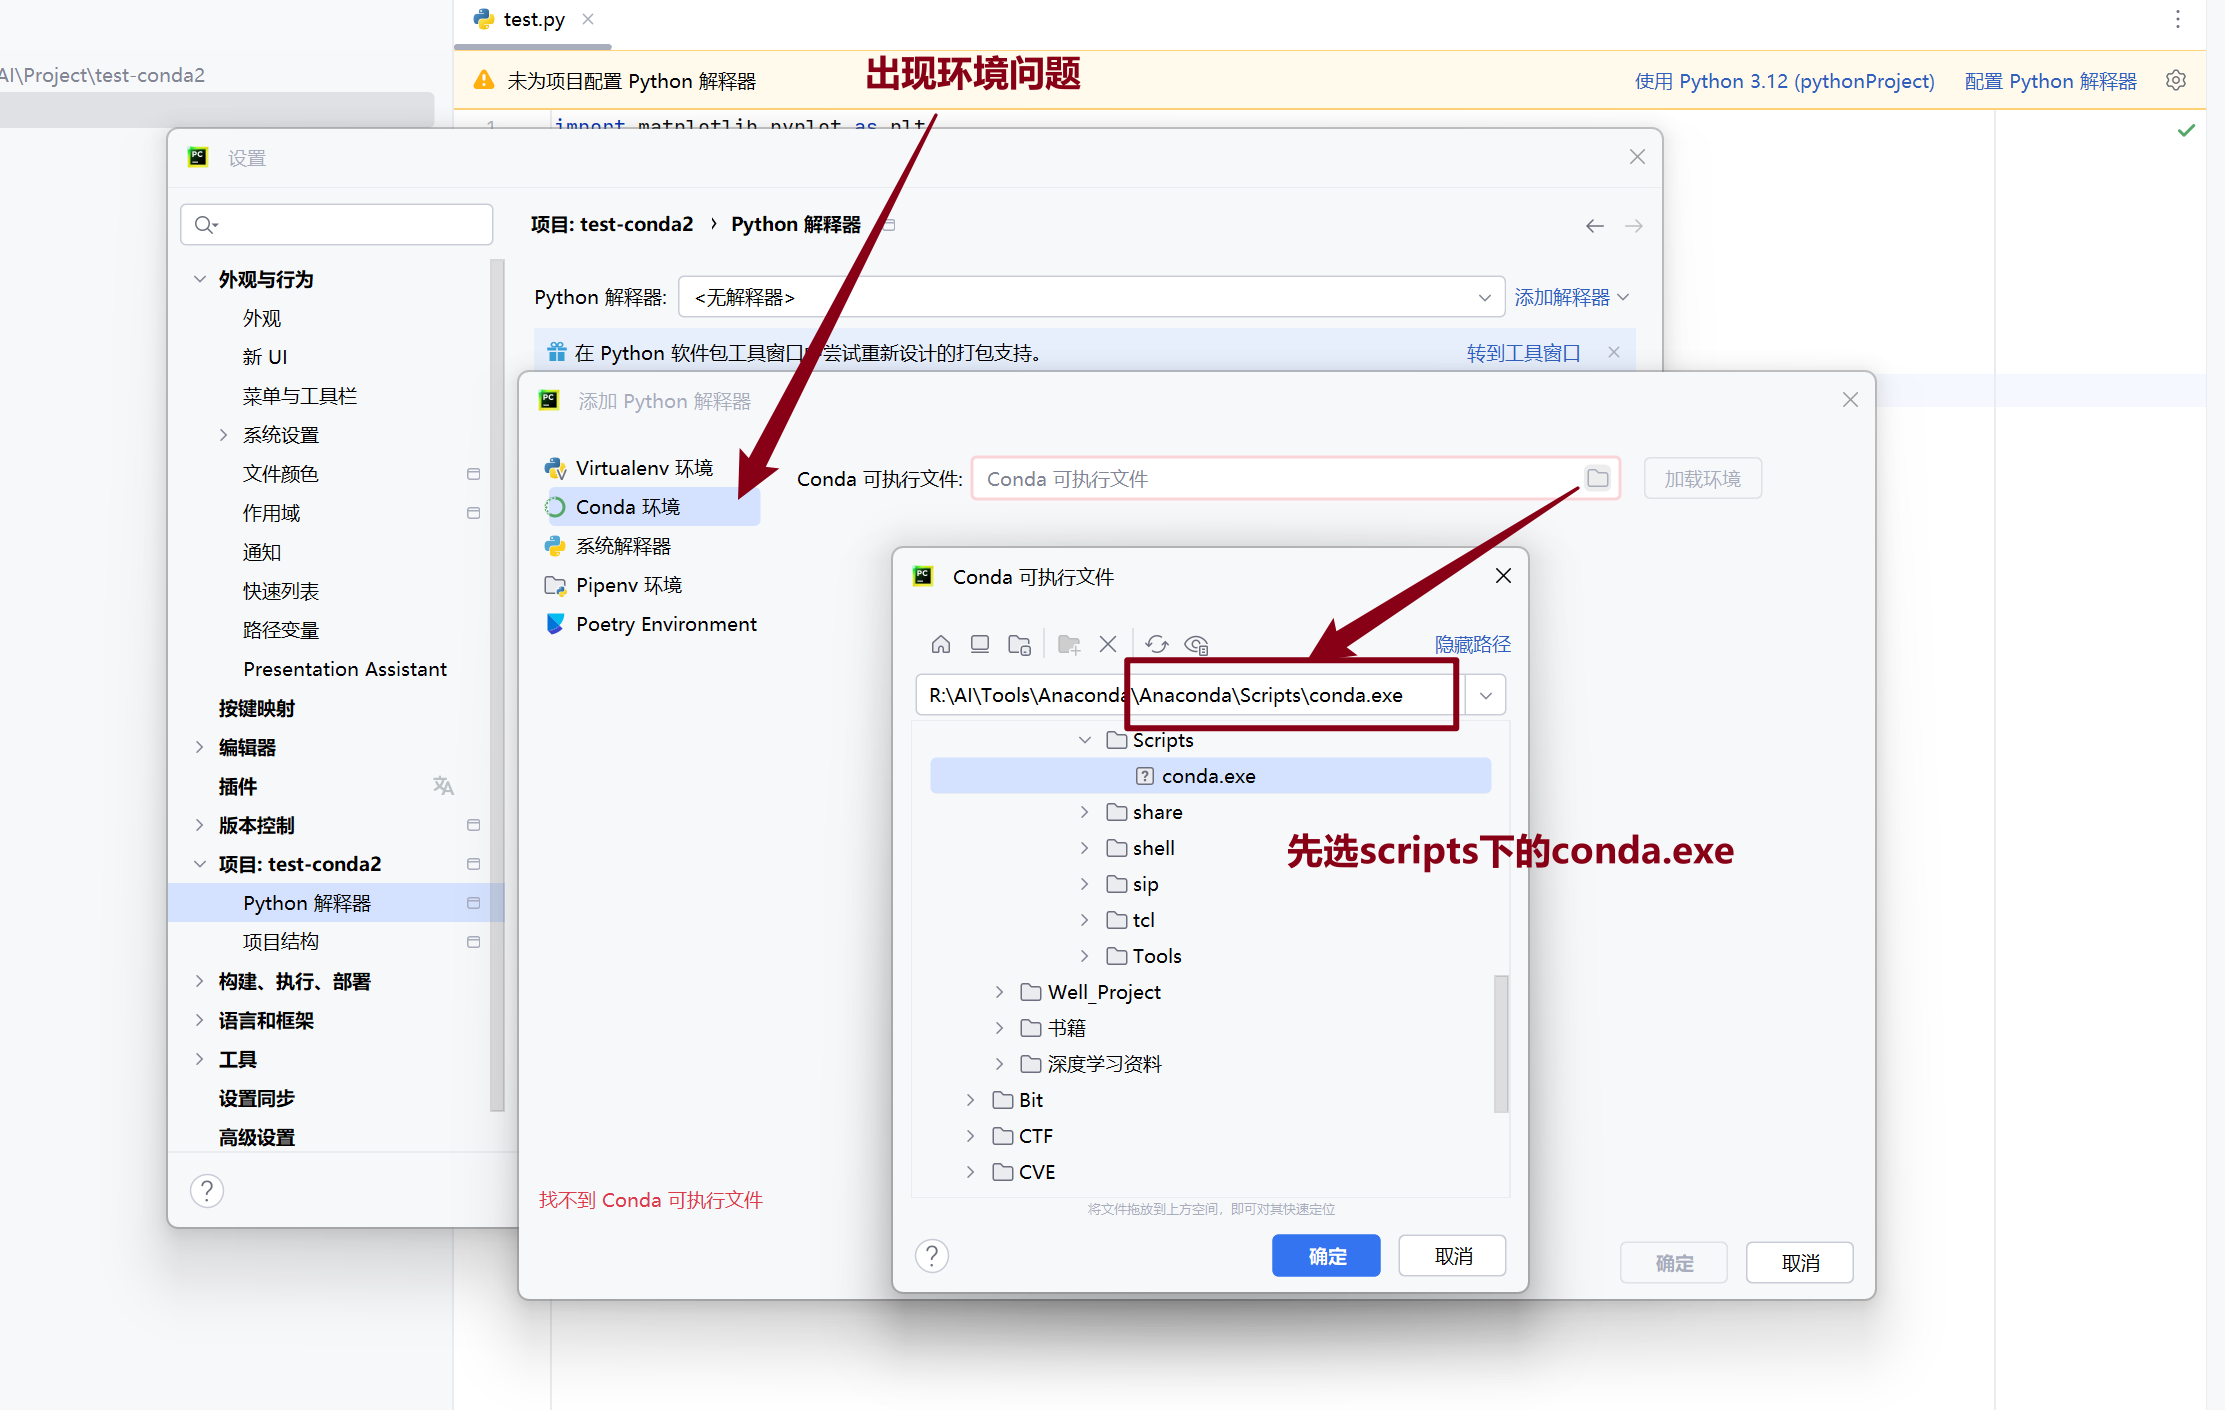 test.py
AI\Project\test-conda2
未为项目配置 Python 解释器
出现环境问题
使用 Python 3.12 (pythonProject)
配置 Python 解释器
1
import matplotlib.pyplot as plt
设置
项目: test-conda2 › Python 解释器
外观与行为
外观
新 UI
菜单与工具栏
系统设置
文件颜色
作用域
通知
快速列表
路径变量
Presentation Assistant
按键映射
编辑器
插件
版本控制
项目: test-conda2
Python 解释器
项目结构
构建、执行、部署
语言和框架
工具
设置同步
高级设置
?
Python 解释器:
<无解释器>
添加解释器
在 Python 软件包工具窗口中尝试重新设计的打包支持。
转到工具窗口
添加 Python 解释器
Virtualenv 环境
Conda 环境
系统解释器
Pipenv 环境
Poetry Environment
Conda 可执行文件:
Conda 可执行文件
加载环境
Conda 可执行文件
隐藏路径
R:\AI\Tools\Anaconda\Anaconda\Scripts\conda.exe
Scripts
conda.exe
share
shell
先选scripts下的conda.exe
sip
tcl
Tools
Well_Project
书籍
深度学习资料
Bit
CTF
CVE
将文件拖放到上方空间，即可对其快速定位
?
确定
取消
找不到 Conda 可执行文件
确定
取消